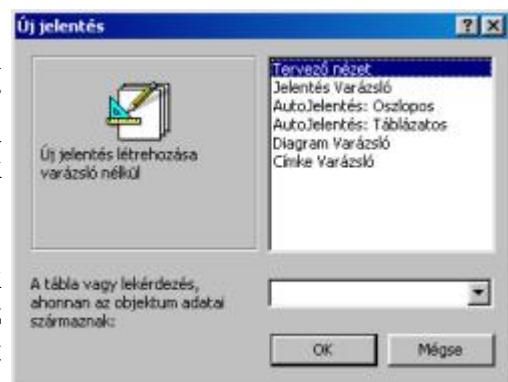 Új jelentés
Új jelentés létrehozása
varázsló nélkül
Tervező nézet
Jelentés Varázsló
AutoJelentés: Oszlopos
AutoJelentés: Táblázatos
Diagram Varázsló
Címke Varázsló
A tábla vagy lekérdezés,
ahonnan az objektum adatai
származnak:
OK
Mégse